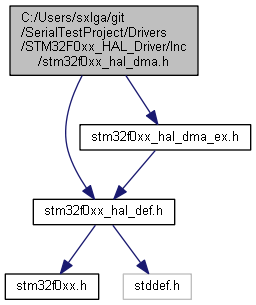 C:/Users/sxlga/git
/SerialTestProject/Drivers
/STM32F0xx_HAL_Driver/Inc
/stm32f0xx_hal_dma.h
stm32f0xx_hal_dma_ex.h
stm32f0xx_hal_def.h
stm32f0xx.h
stddef.h